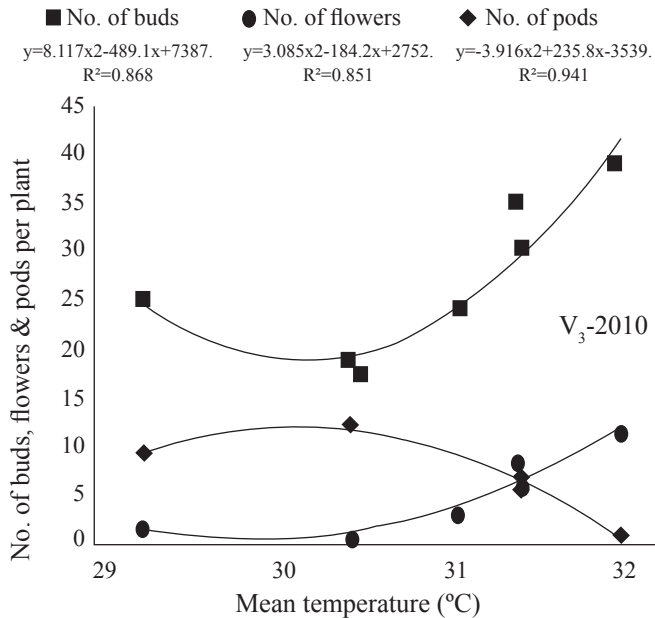 ■ No. of buds ● No. of flowers ◆ No. of pods
y=8.117x2-489.1x+7387. y=3.085x2-184.2x+2752. y=-3.916x2+235.8x-3539.
R²=0.868 R²=0.851 R²=0.941
No. of buds, flowers & pods per plant
45
40
35
30
25
20
15
10
5
0
V₃-2010
29 30 31 32
Mean temperature (ºC)